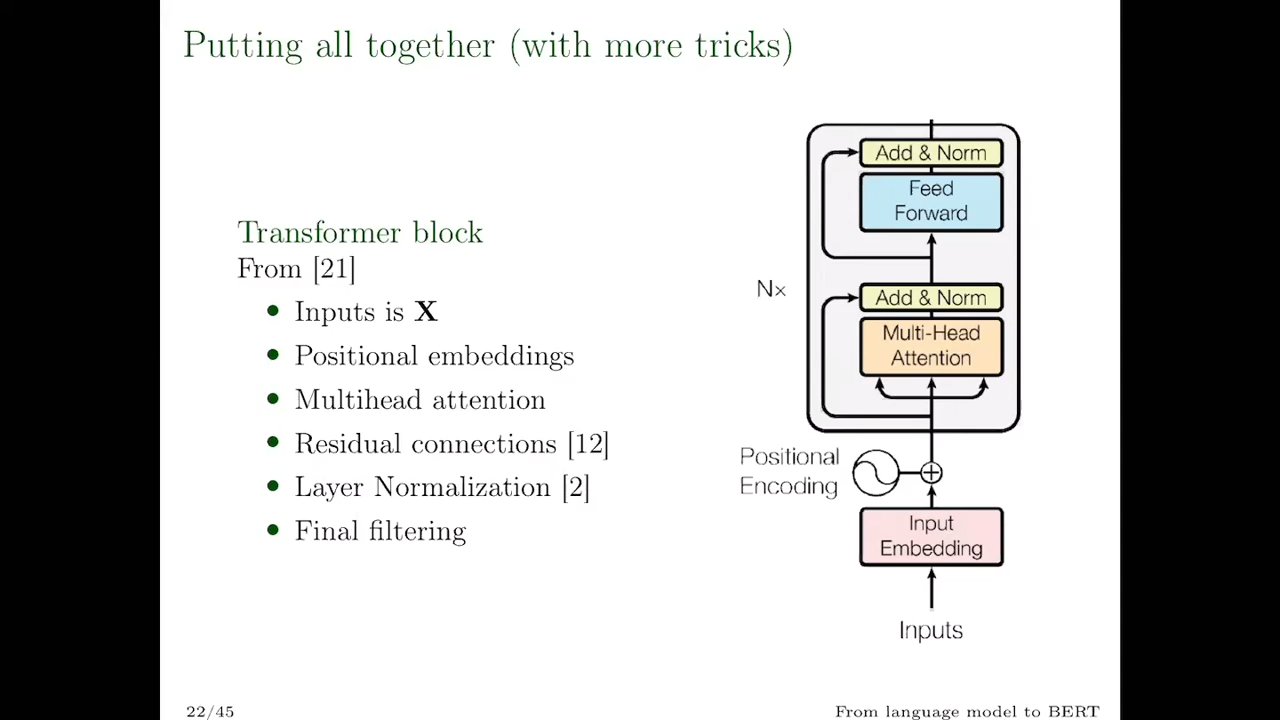 Putting all together (with more tricks)
Transformer block
From [21]
• Inputs is X
• Positional embeddings
• Multihead attention
• Residual connections [12]
• Layer Normalization [2]
• Final filtering
Add & Norm
Feed
Forward
N×
Add & Norm
Multi-Head
Attention
Positional
Encoding
Input
Embedding
Inputs
22/45
From language model to BERT